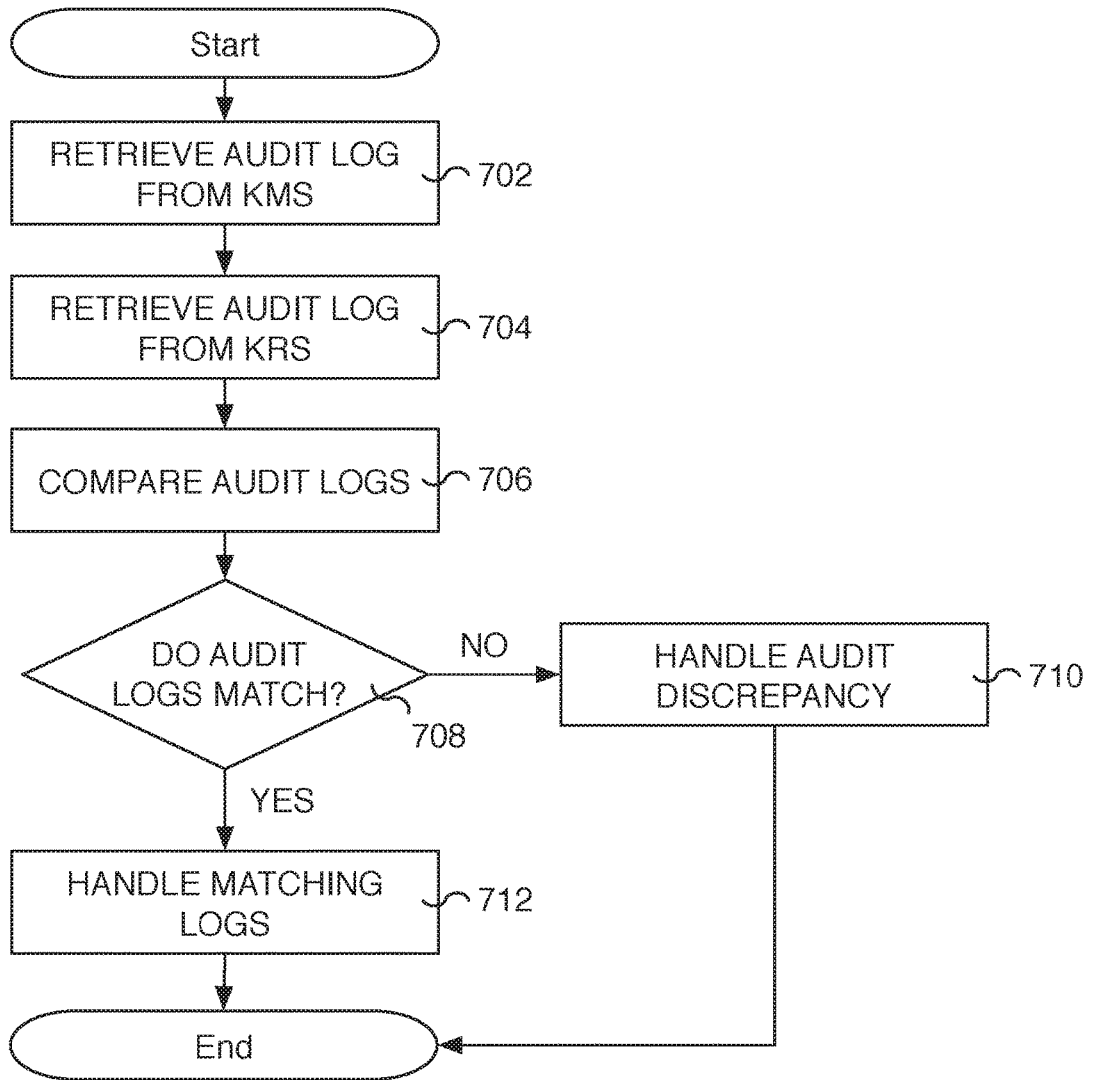 Start
RETRIEVE AUDIT LOG
FROM KMS
702
RETRIEVE AUDIT LOG
FROM KRS
704
COMPARE AUDIT LOGS
706
DO AUDIT
LOGS MATCH?
708
NO
HANDLE AUDIT
DISCREPANCY
710
YES
HANDLE MATCHING
LOGS
712
End